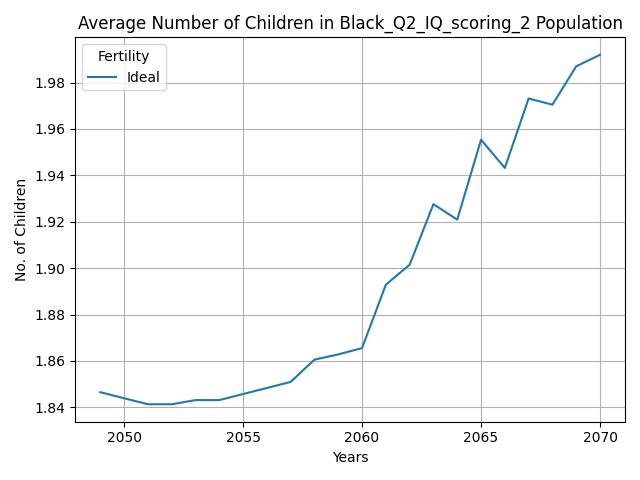 Average Number of Children in Black_Q2_IQ_scoring_2 Population
Fertility
Ideal
1.98
1.96
1.94
1.92
1.90
1.88
1.86
1.84
No. of Children
2050
2055
2060
2065
2070
Years